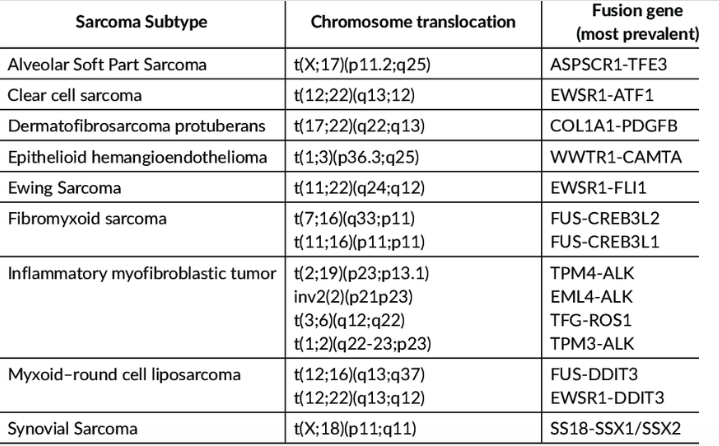 Sarcoma Subtype Chromosome translocation Fusion gene
(most prevalent)
Alveolar Soft Part Sarcoma t(X;17)(p11.2;q25) ASPSCR1-TFE3
Clear cell sarcoma t(12;22)(q13;12) EWSR1-ATF1
Dermatofibrosarcoma protuberans t(17;22)(q22;q13) COL1A1-PDGFB
Epithelioid hemangioendothelioma t(1;3)(p36.3;q25) WWTR1-CAMTA
Ewing Sarcoma t(11;22)(q24;q12) EWSR1-FLI1
Fibromyxoid sarcoma t(7;16)(q33;p11) FUS-CREB3L2
t(11;16)(p11;p11) FUS-CREB3L1
Inflammatory myofibroblastic tumor t(2;19)(p23;p13.1) TPM4-ALK
inv2(2)(p21p23) EML4-ALK
t(3;6)(q12;q22) TFG-ROS1
t(1;2)(q22-23;p23) TPM3-ALK
Myxoid–round cell liposarcoma t(12;16)(q13;q37) FUS-DDIT3
t(12;22)(q13;q12) EWSR1-DDIT3
Synovial Sarcoma t(X;18)(p11;q11) SS18-SSX1/SSX2